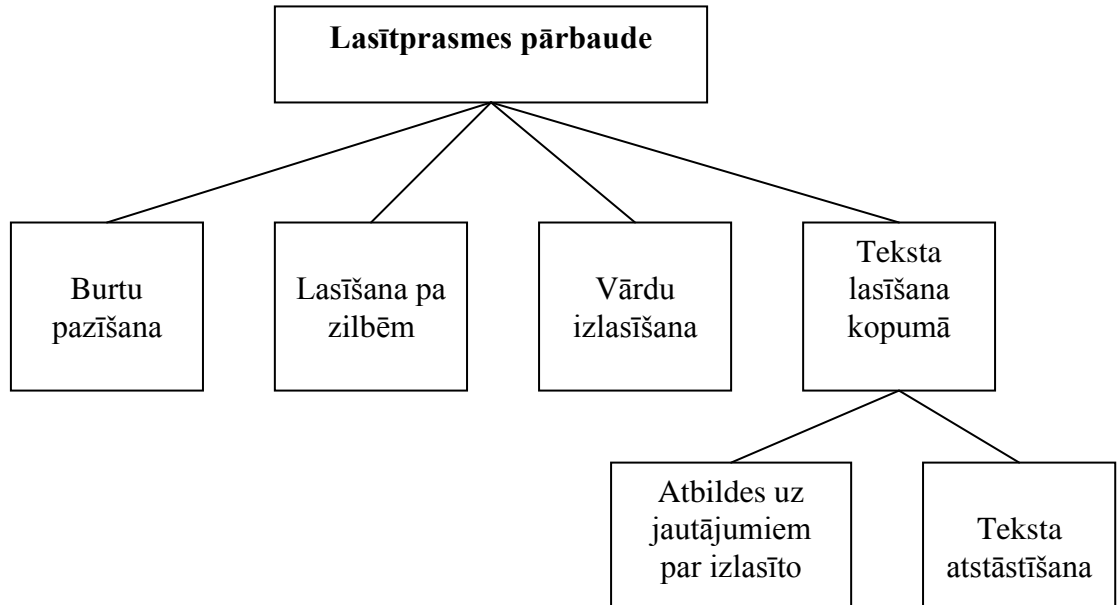 Lasītprasmes pārbaude
Burtu
pazīšana
Lasīšana pa
zilbēm
Vārdu
izlasīšana
Teksta
lasīšana
kopumā
Atbildes uz
jautājumiem
par izlasīto
Teksta
atstāstīšana